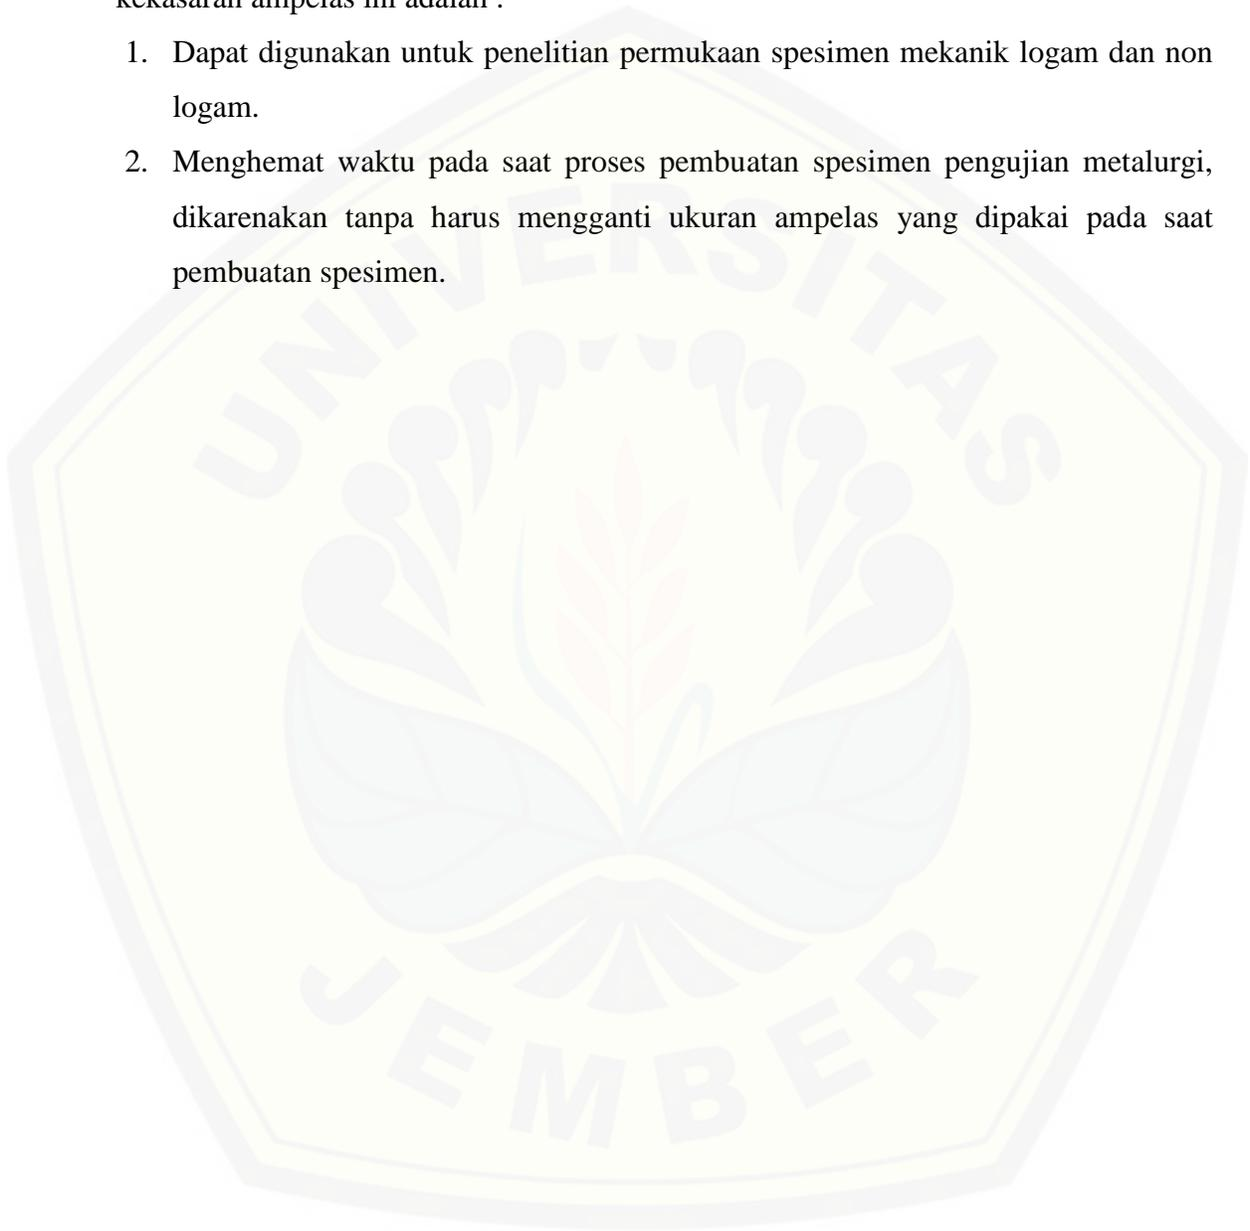 kekasaran ampelas ini adalah :
1. Dapat digunakan untuk penelitian permukaan spesimen mekanik logam dan non
logam.
2. Menghemat waktu pada saat proses pembuatan spesimen pengujian metalurgi,
dikarenakan tanpa harus mengganti ukuran ampelas yang dipakai pada saat
pembuatan spesimen.
UNIVERSITAS
JEMBER